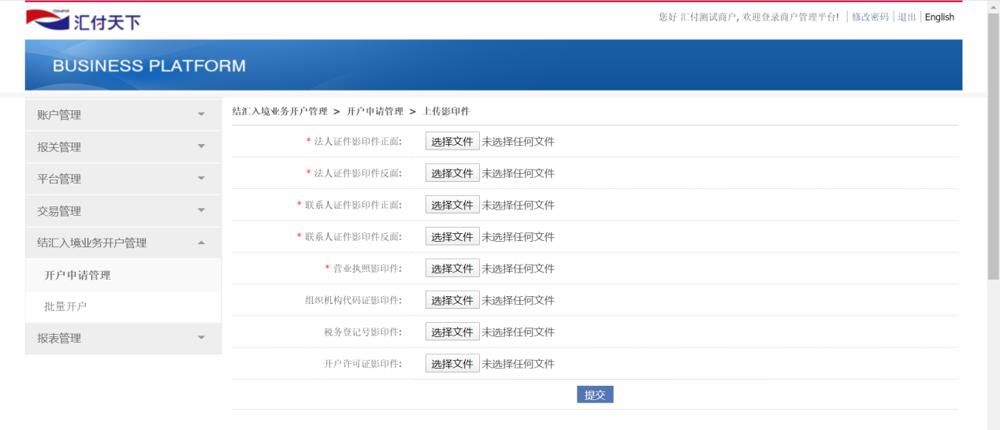 ChinaPnR
汇付天下
您好 汇付测试商户, 欢迎登录商户管理平台! | 修改密码 | 退出 | English
BUSINESS PLATFORM
账户管理
报关管理
平台管理
交易管理
结汇入境业务开户管理
开户申请管理
批量开户
报表管理
结汇入境业务开户管理 > 开户申请管理 > 上传影印件
* 法人证件影印件正面: 选择文件 未选择任何文件
* 法人证件影印件反面: 选择文件 未选择任何文件
* 联系人证件影印件正面: 选择文件 未选择任何文件
* 联系人证件影印件反面: 选择文件 未选择任何文件
* 营业执照影印件: 选择文件 未选择任何文件
组织机构代码证影印件: 选择文件 未选择任何文件
税务登记号影印件: 选择文件 未选择任何文件
开户许可证影印件: 选择文件 未选择任何文件
提交